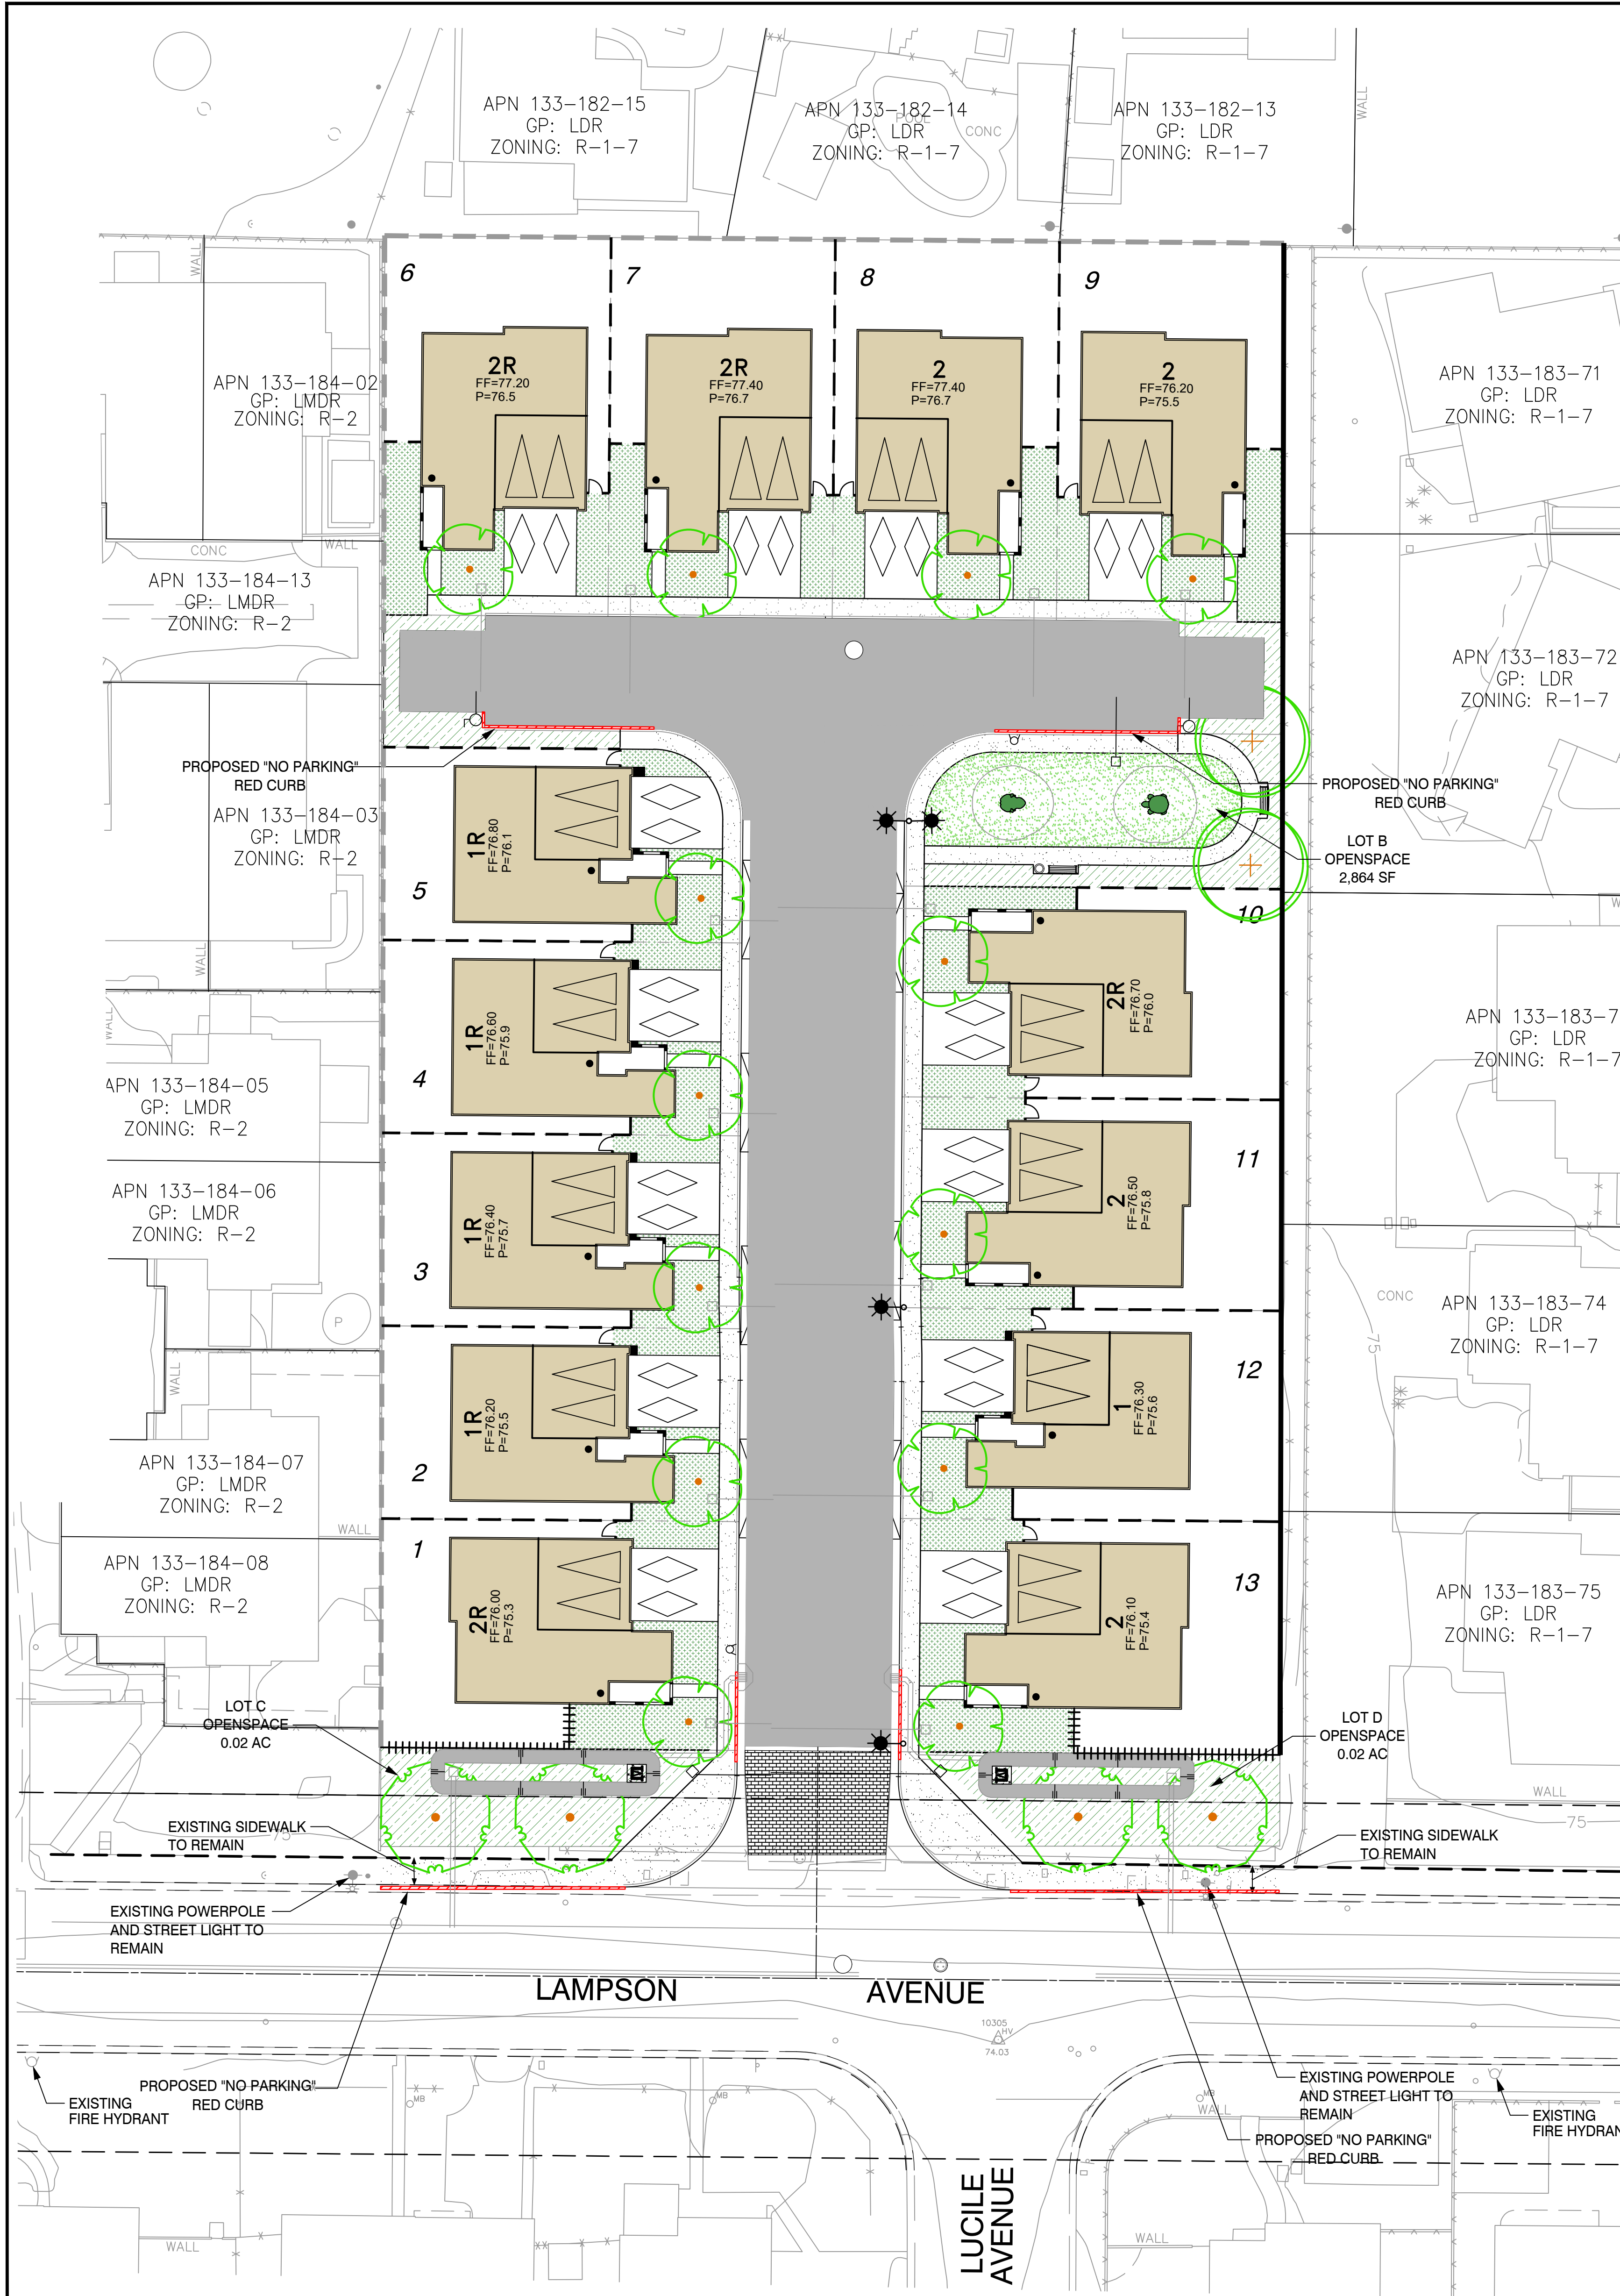 APN 133-182-15
GP: LDR
ZONING: R-1-7
APN 133-182-14
GP: LDR
ZONING: R-1-7
POOL
CONC
APN 133-182-13
GP: LDR
ZONING: R-1-7
WALL
WALL
6
7
8
9
2R
FF=77.20
P=76.5
2R
FF=77.40
P=76.7
2
FF=77.40
P=76.7
2
FF=76.20
P=75.5
APN 133-184-02
GP: LMDR
ZONING: R-2
APN 133-183-71
GP: LDR
ZONING: R-1-7
CONC
WALL
APN 133-184-13
GP: LMDR
ZONING: R-2
APN 133-183-72
GP: LDR
ZONING: R-1-7
PROPOSED "NO PARKING"
RED CURB
PROPOSED "NO PARKING"
RED CURB
APN 133-184-03
GP: LMDR
ZONING: R-2
LOT B
OPENSPACE
2,864 SF
1R
FF=76.80
P=76.1
5
10
WALL
2R
FF=76.70
P=76.0
1R
FF=76.60
P=75.9
4
WALL
APN 133-183-7
GP: LDR
ZONING: R-1-7
APN 133-184-05
GP: LMDR
ZONING: R-2
11
2
FF=76.50
P=75.8
APN 133-184-06
GP: LMDR
ZONING: R-2
1R
FF=76.40
P=75.7
3
P
CONC
75
APN 133-183-74
GP: LDR
ZONING: R-1-7
WALL
12
1
FF=76.30
P=75.6
1R
FF=76.20
P=75.5
2
APN 133-184-07
GP: LMDR
ZONING: R-2
WALL
1
APN 133-184-08
GP: LMDR
ZONING: R-2
2R
FF=76.00
P=75.3
13
2
FF=76.10
P=75.4
APN 133-183-75
GP: LDR
ZONING: R-1-7
LOT C
OPENSPACE
0.02 AC
LOT D
OPENSPACE
0.02 AC
WALL
75
75
EXISTING SIDEWALK
TO REMAIN
EXISTING SIDEWALK
TO REMAIN
EXISTING POWERPOLE
AND STREET LIGHT TO
REMAIN
LAMPSON AVENUE
10305
HV
74.03
PROPOSED "NO PARKING"
RED CURB
EXISTING
FIRE HYDRANT
MB
MB
MB
WALL
EXISTING POWERPOLE
AND STREET LIGHT TO
REMAIN
EXISTING
FIRE HYDRAN
PROPOSED "NO PARKING"
RED CURB
LUCILE
AVENUE
WALL
WALL